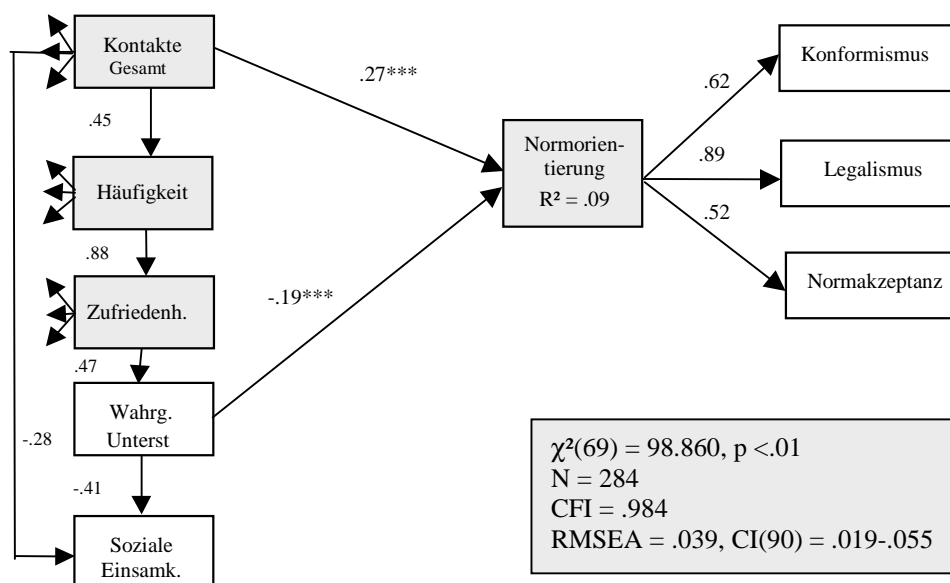 Kontakte
Gesamt
.45
Häufigkeit
.88
Zufriedenh.
.47
Wahrg.
Unterst
-.28
-.41
Soziale
Einsamk.
.27***
-.19***
Normorien-
tierung
R² = .09
.62
.89
.52
Konformismus
Legalismus
Normakzeptanz
χ²(69) = 98.860, p <.01
N = 284
CFI = .984
RMSEA = .039, CI(90) = .019-.055